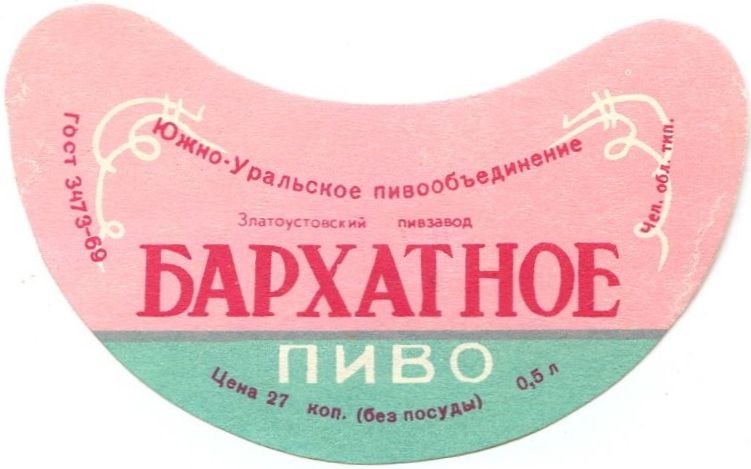 Южно-Уральское пивообъединение
Златоустовский пивзавод
БАРХАТНОЕ
ПИВО
Цена 27 коп. (без посуды) 0,5 л
Гост 3473-69
Чел. обл. тип.